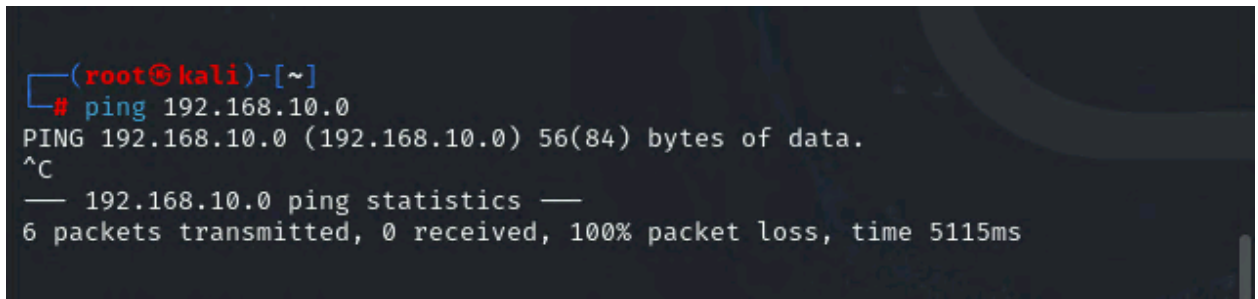 ┌──(root㉿kali)-[~]
└─# ping 192.168.10.0
PING 192.168.10.0 (192.168.10.0) 56(84) bytes of data.
^C
── 192.168.10.0 ping statistics ──
6 packets transmitted, 0 received, 100% packet loss, time 5115ms